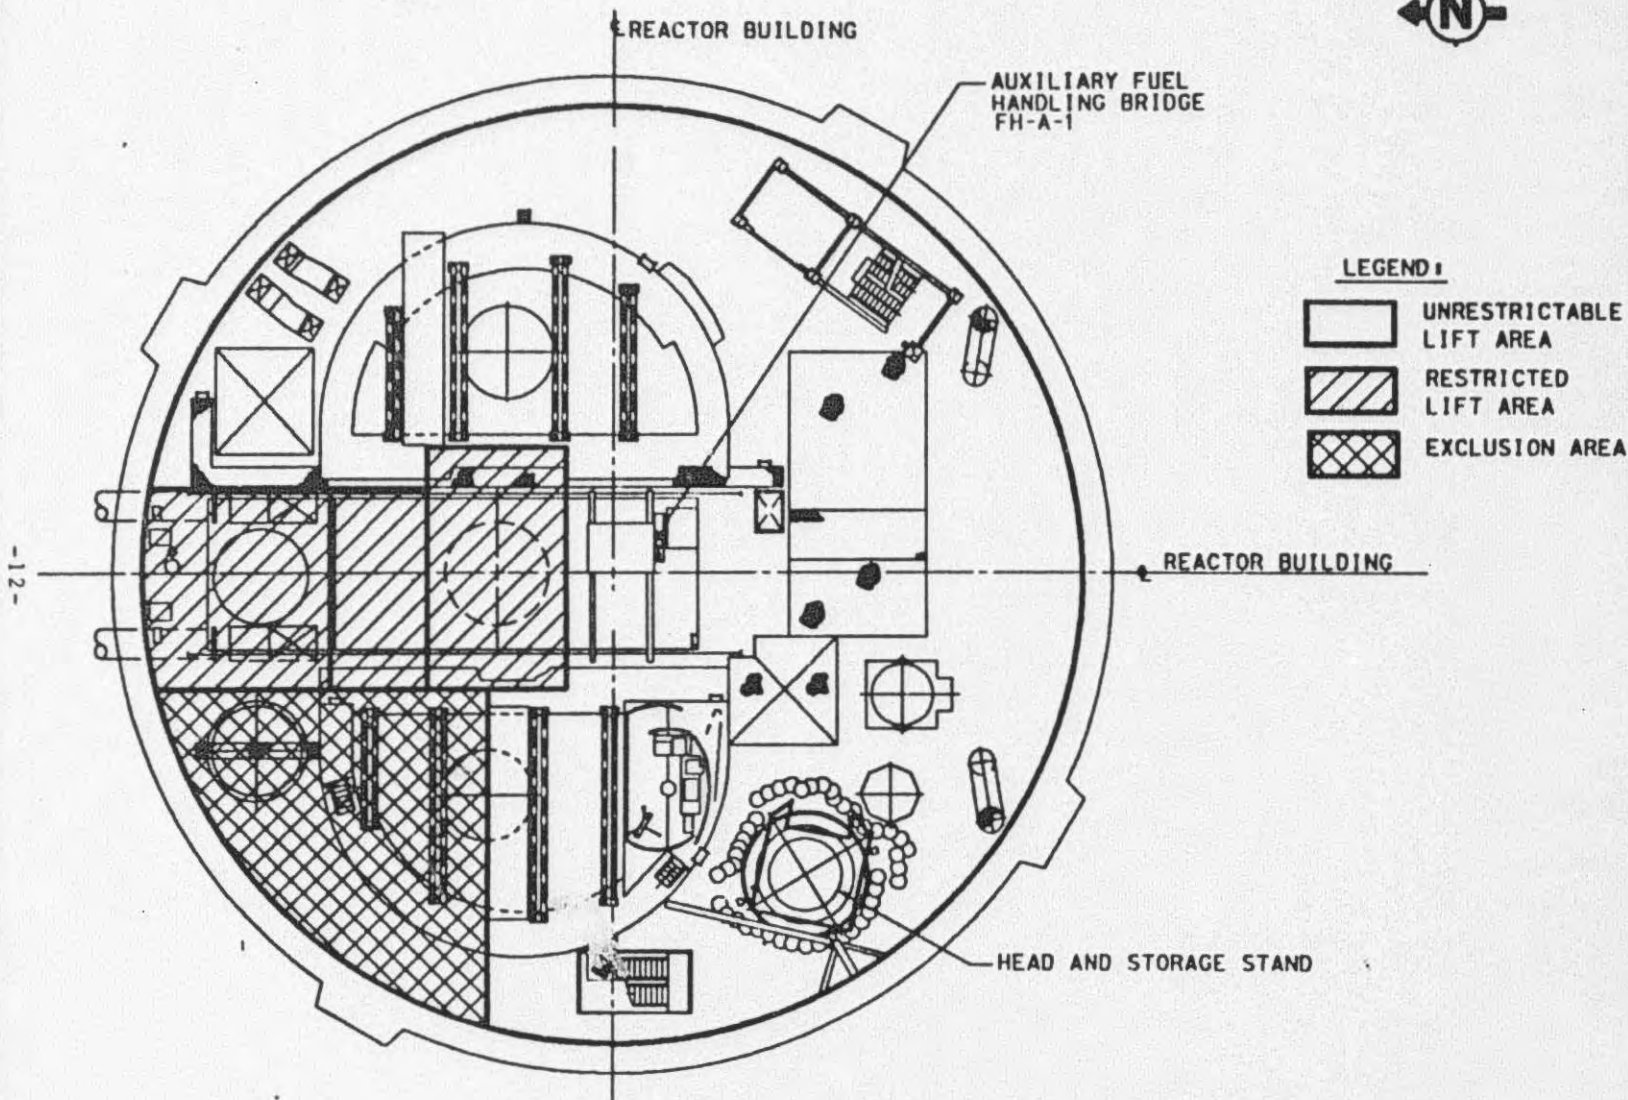 ℄ REACTOR BUILDING
N
AUXILIARY FUEL
HANDLING BRIDGE
FH-A-1
LEGEND:
UNRESTRICTABLE
LIFT AREA
RESTRICTED
LIFT AREA
EXCLUSION AREA
℄ REACTOR BUILDING
-12-
HEAD AND STORAGE STAND